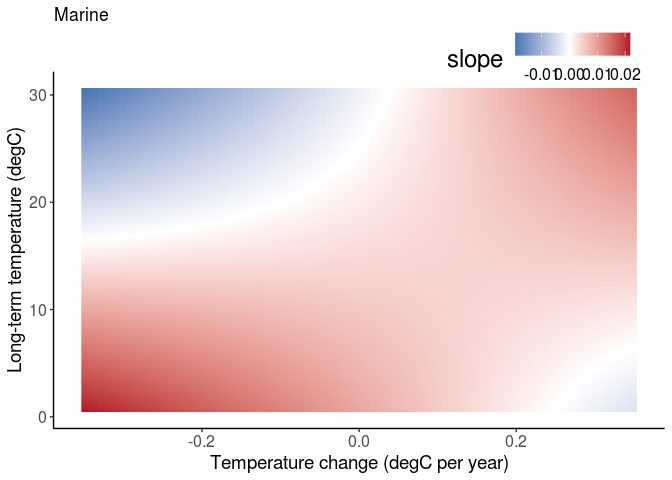 Marine
slope
-0.01 0.00 0.01 0.02
30
20
10
0
Long-term temperature (degC)
-0.2 0.0 0.2
Temperature change (degC per year)